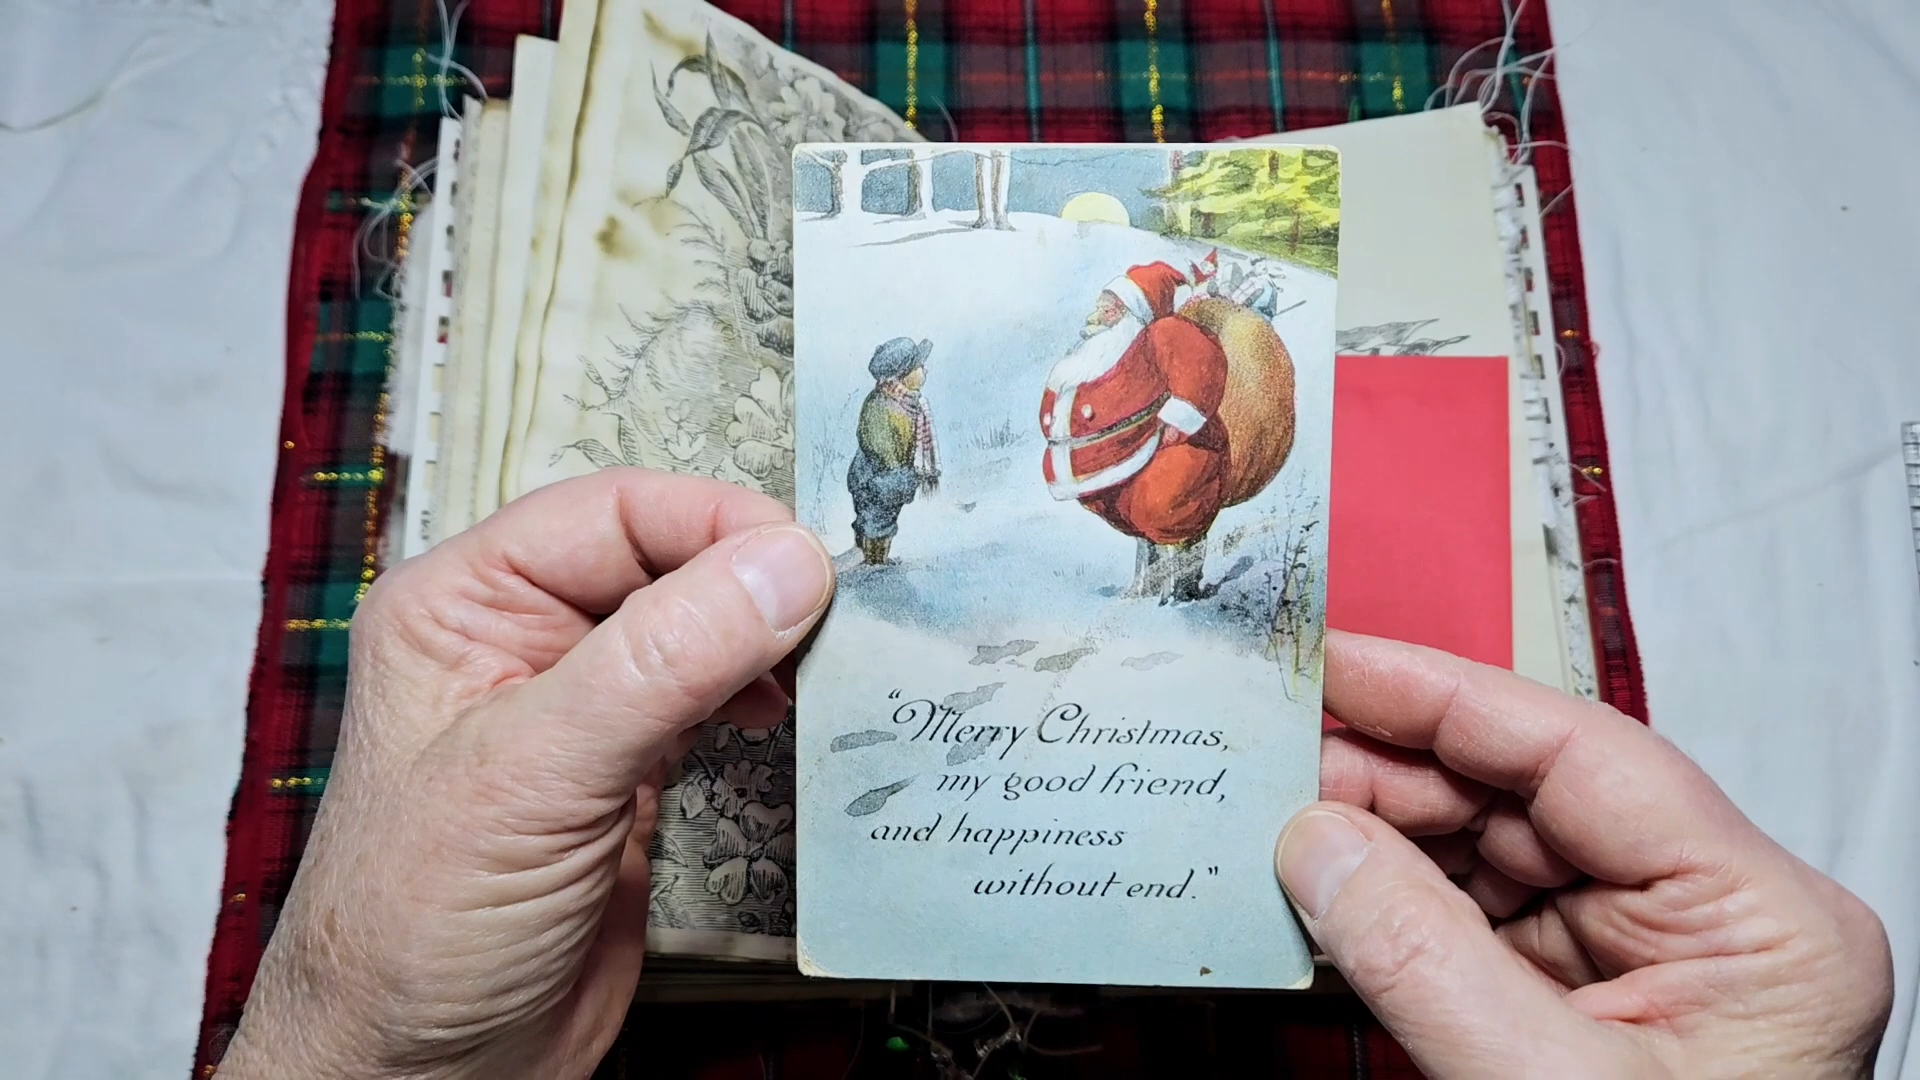 "Merry Christmas,
my good friend,
and happiness
without end."